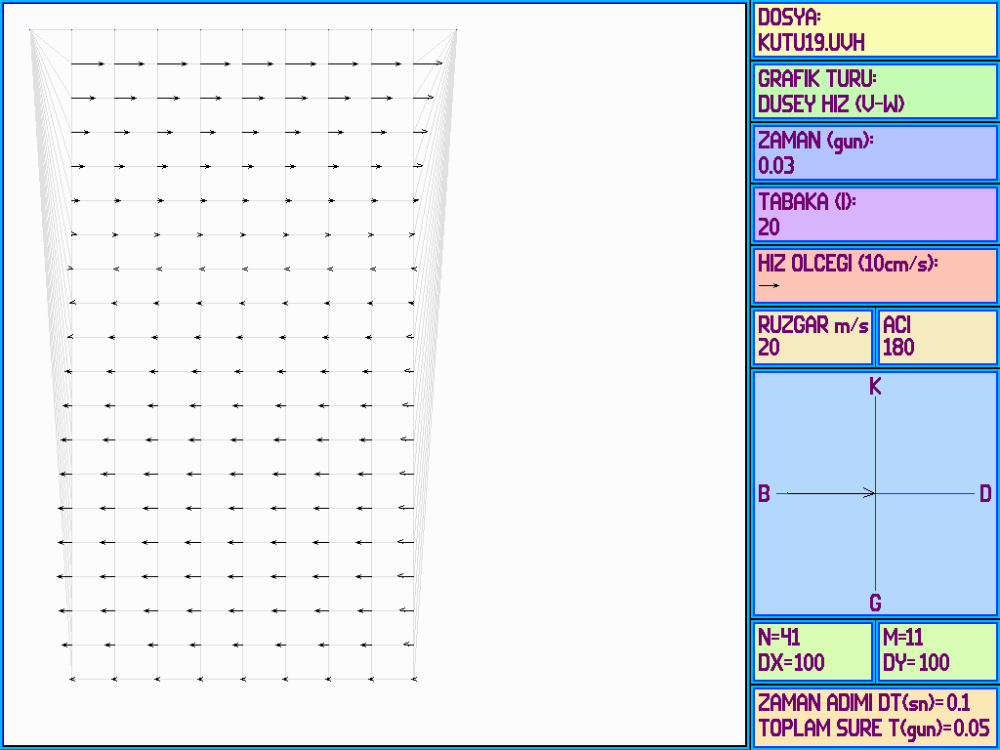 DOSYA:
KUTU19.UVH
GRAFIK TURU:
DUSEY HIZ (V-W)
ZAMAN (gun):
0.03
TABAKA (I):
20
HIZ OLCEGI (10cm/s):
RUZGAR m/s
20
ACI
180
K
B
D
G
N=41
DX=100
M=11
DY=100
ZAMAN ADIMI DT(sn)=0.1
TOPLAM SURE T(gun)=0.05